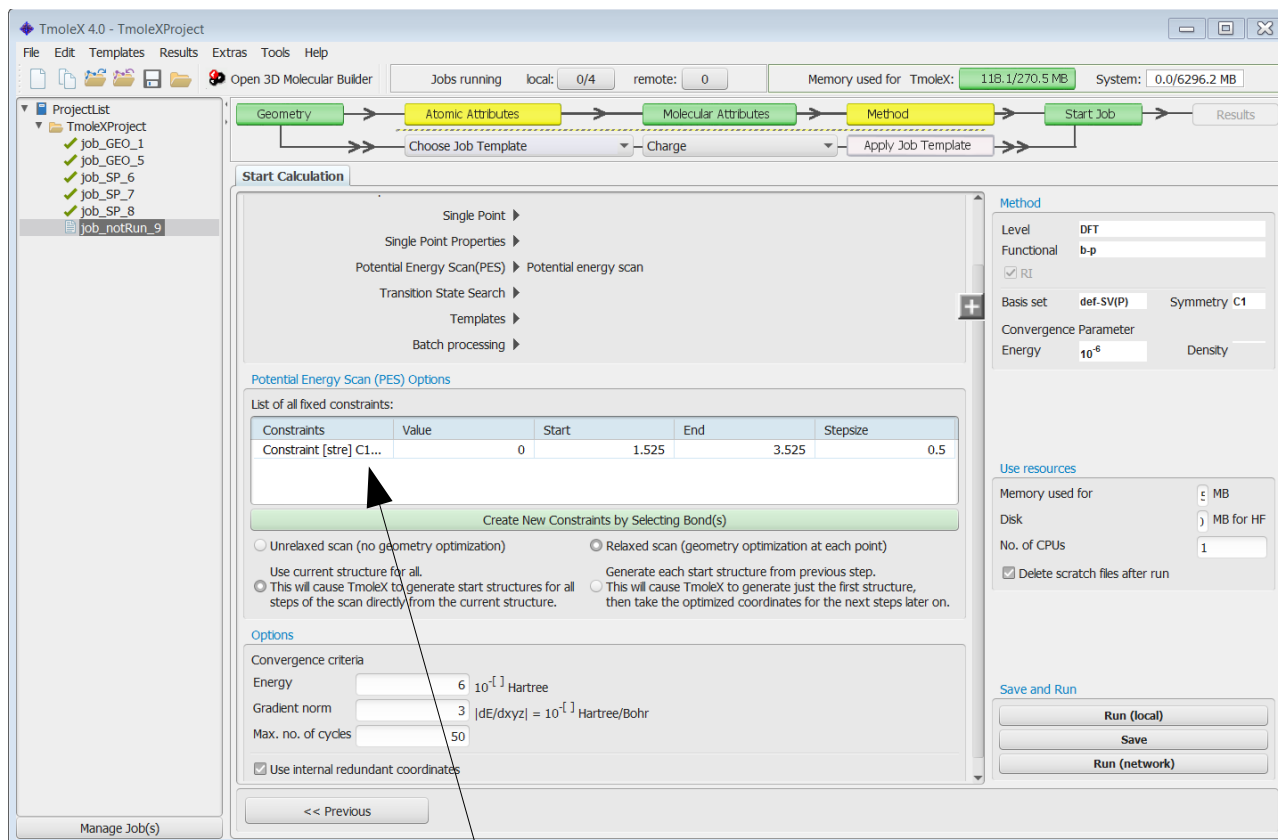 TmoleX 4.0 - TmoleXProject
File Edit Templates Results Extras Tools Help
Open 3D Molecular Builder Jobs running local: 0/4 remote: 0 Memory used for TmoleX: 118.1/270.5 MB System: 0.0/6296.2 MB
ProjectList
TmoleXProject
job_GEO_1
job_GEO_5
job_SP_6
job_SP_7
job_SP_8
job_notRun_9
Manage Job(s)
Geometry Atomic Attributes Molecular Attributes Method Start Job Results
Choose Job Template Charge Apply Job Template
Start Calculation
Single Point
Single Point Properties
Potential Energy Scan(PES) Potential energy scan
Transition State Search
Templates
Batch processing
Potential Energy Scan (PES) Options
List of all fixed constraints:
Constraints Value Start End Stepsize
Constraint [stre] C1... 0 1.525 3.525 0.5
Create New Constraints by Selecting Bond(s)
Unrelaxed scan (no geometry optimization) Relaxed scan (geometry optimization at each point)
Use current structure for all.
This will cause TmoleX to generate start structures for all
steps of the scan directly from the current structure.
Generate each start structure from previous step.
This will cause TmoleX to generate just the first structure,
then take the optimized coordinates for the next steps later on.
Options
Convergence criteria
Energy 6 10^-[ ] Hartree
Gradient norm 3 |dE/dxyz| = 10^-[ ] Hartree/Bohr
Max. no. of cycles 50
Use internal redundant coordinates
<< Previous
Method
Level DFT
Functional b-p
RI
Basis set def-SV(P) Symmetry C1
Convergence Parameter
Energy 10^-6 Density
Use resources
Memory used for MB
Disk MB for HF
No. of CPUs 1
Delete scratch files after run
Save and Run
Run (local)
Save
Run (network)